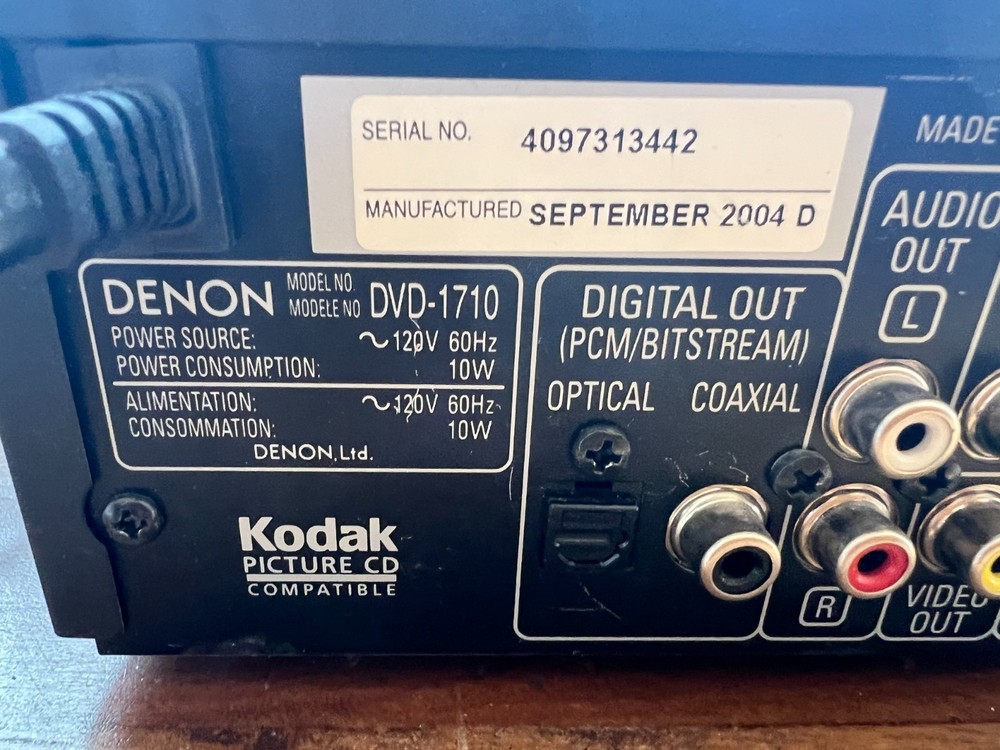 SERIAL NO. 4097313442
MANUFACTURED SEPTEMBER 2004 D
MADE
DENON MODEL NO. MODÈLE NO DVD-1710
POWER SOURCE: ~120V 60Hz
POWER CONSUMPTION: 10W
ALIMENTATION: ~120V 60Hz
CONSOMMATION: 10W
DENON, Ltd.
Kodak
PICTURE CD
COMPATIBLE
DIGITAL OUT
(PCM/BITSTREAM)
OPTICAL COAXIAL
AUDIO
OUT
L
R
VIDEO
OUT